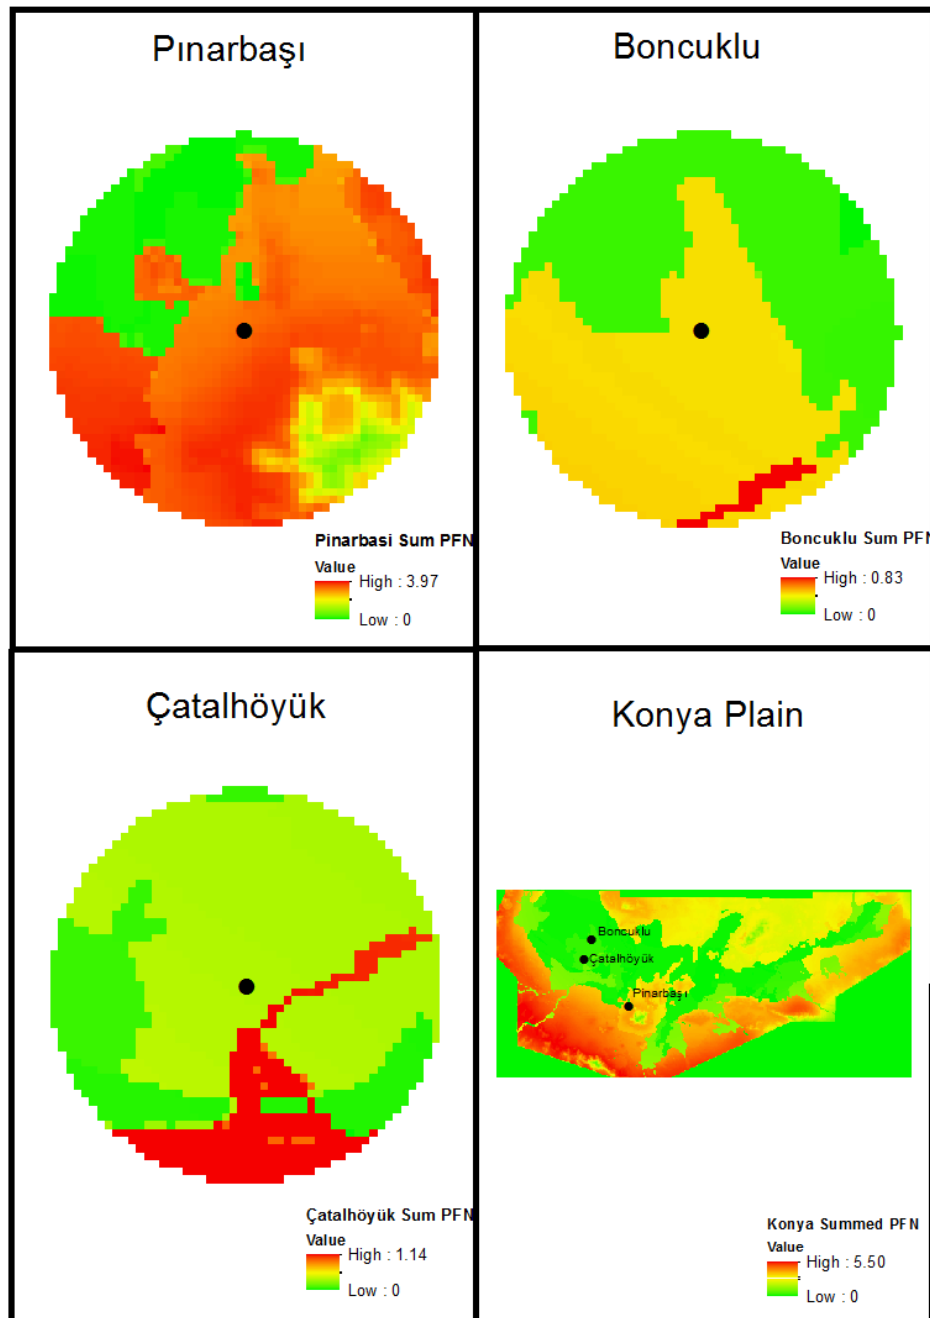 Pınarbaşı
Pinarbasi Sum PFN
Value
High : 3.97
Low : 0
Boncuklu
Boncuklu Sum PFN
Value
High : 0.83
Low : 0
Çatalhöyük
Çatalhöyük Sum PFN
Value
High : 1.14
Low : 0
Konya Plain
Boncuklu
Çatalhöyük
Pinarbaşı
Konya Summed PFN
Value
High : 5.50
Low : 0